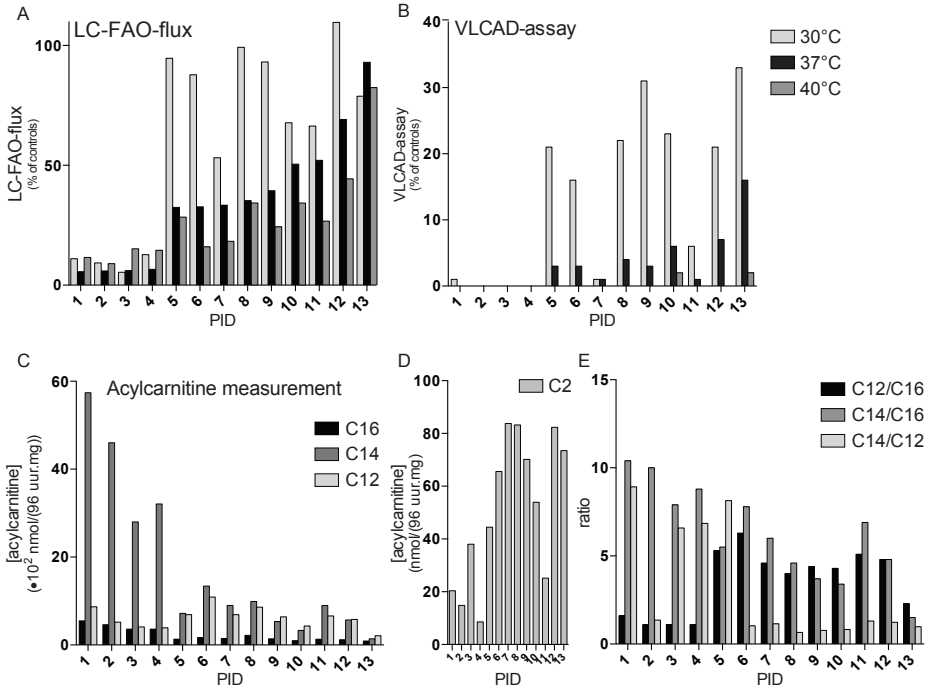 A
LC-FAO-flux
LC-FAO-flux
(% of controls)
100
50
0
1 2 3 4 5 6 7 8 9 10 11 12 13
PID
B
VLCAD-assay
VLCAD-assay
(% of controls)
40
30
20
10
0
1 2 3 4 5 6 7 8 9 10 11 12 13
PID
30°C
37°C
40°C
C
Acylcarnitine measurement
[acylcarnitine]
(•10² nmol/(96 uur.mg))
60
40
20
0
C16
C14
C12
1 2 3 4 5 6 7 8 9 10 11 12 13
PID
D
C2
[acylcarnitine]
(nmol/(96 uur.mg)
100
80
60
40
20
0
1 2 3 4 5 6 7 8 9 10 11 12 13
PID
E
ratio
15
10
5
0
C12/C16
C14/C16
C14/C12
1 2 3 4 5 6 7 8 9 10 11 12 13
PID